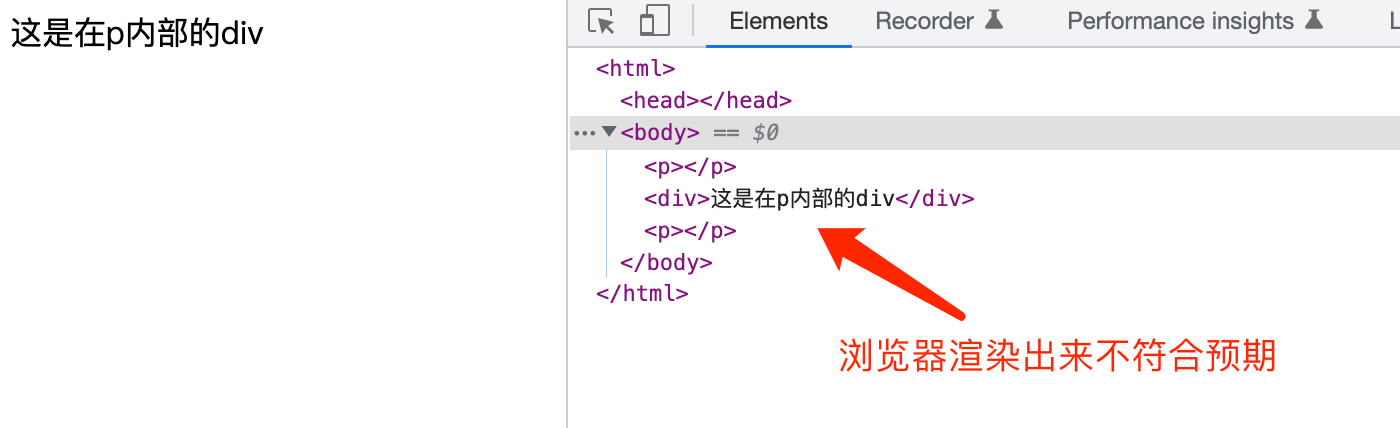 这是在p内部的div
Elements Recorder Performance insights L
<html>
<head></head>
<body> == $0
<p></p>
<div>这是在p内部的div</div>
<p></p>
</body>
</html>
浏览器渲染出来不符合预期